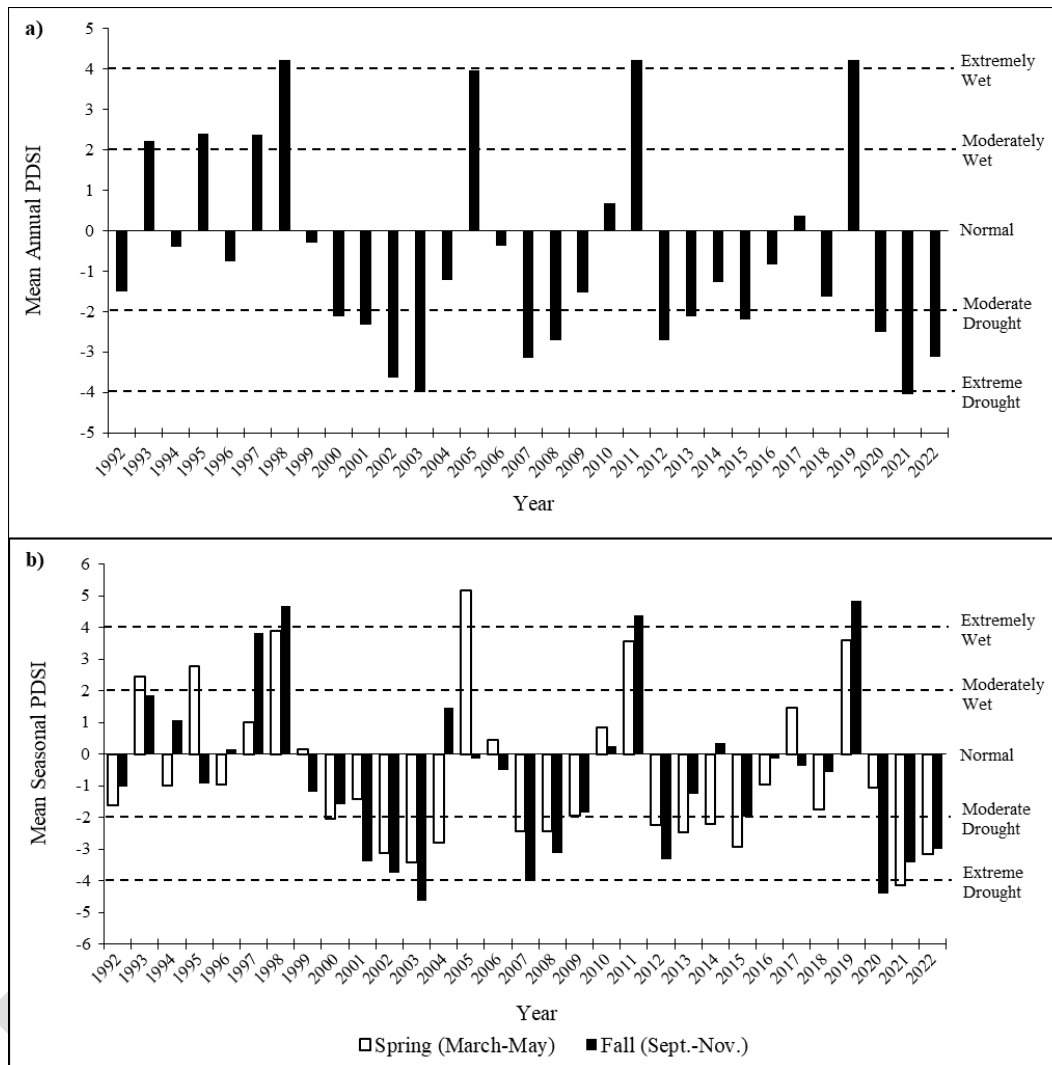 a)
Mean Annual PDSI
5
4
3
2
1
0
-1
-2
-3
-4
-5
Extremely
Wet
Moderately
Wet
Normal
Moderate
Drought
Extreme
Drought
1992 1993 1994 1995 1996 1997 1998 1999 2000 2001 2002 2003 2004 2005 2006 2007 2008 2009 2010 2011 2012 2013 2014 2015 2016 2017 2018 2019 2020 2021 2022
Year
b)
Mean Seasonal PDSI
6
5
4
3
2
1
0
-1
-2
-3
-4
-5
-6
Extremely
Wet
Moderately
Wet
Normal
Moderate
Drought
Extreme
Drought
1992 1993 1994 1995 1996 1997 1998 1999 2000 2001 2002 2003 2004 2005 2006 2007 2008 2009 2010 2011 2012 2013 2014 2015 2016 2017 2018 2019 2020 2021 2022
Year
Spring (March-May) Fall (Sept.-Nov.)